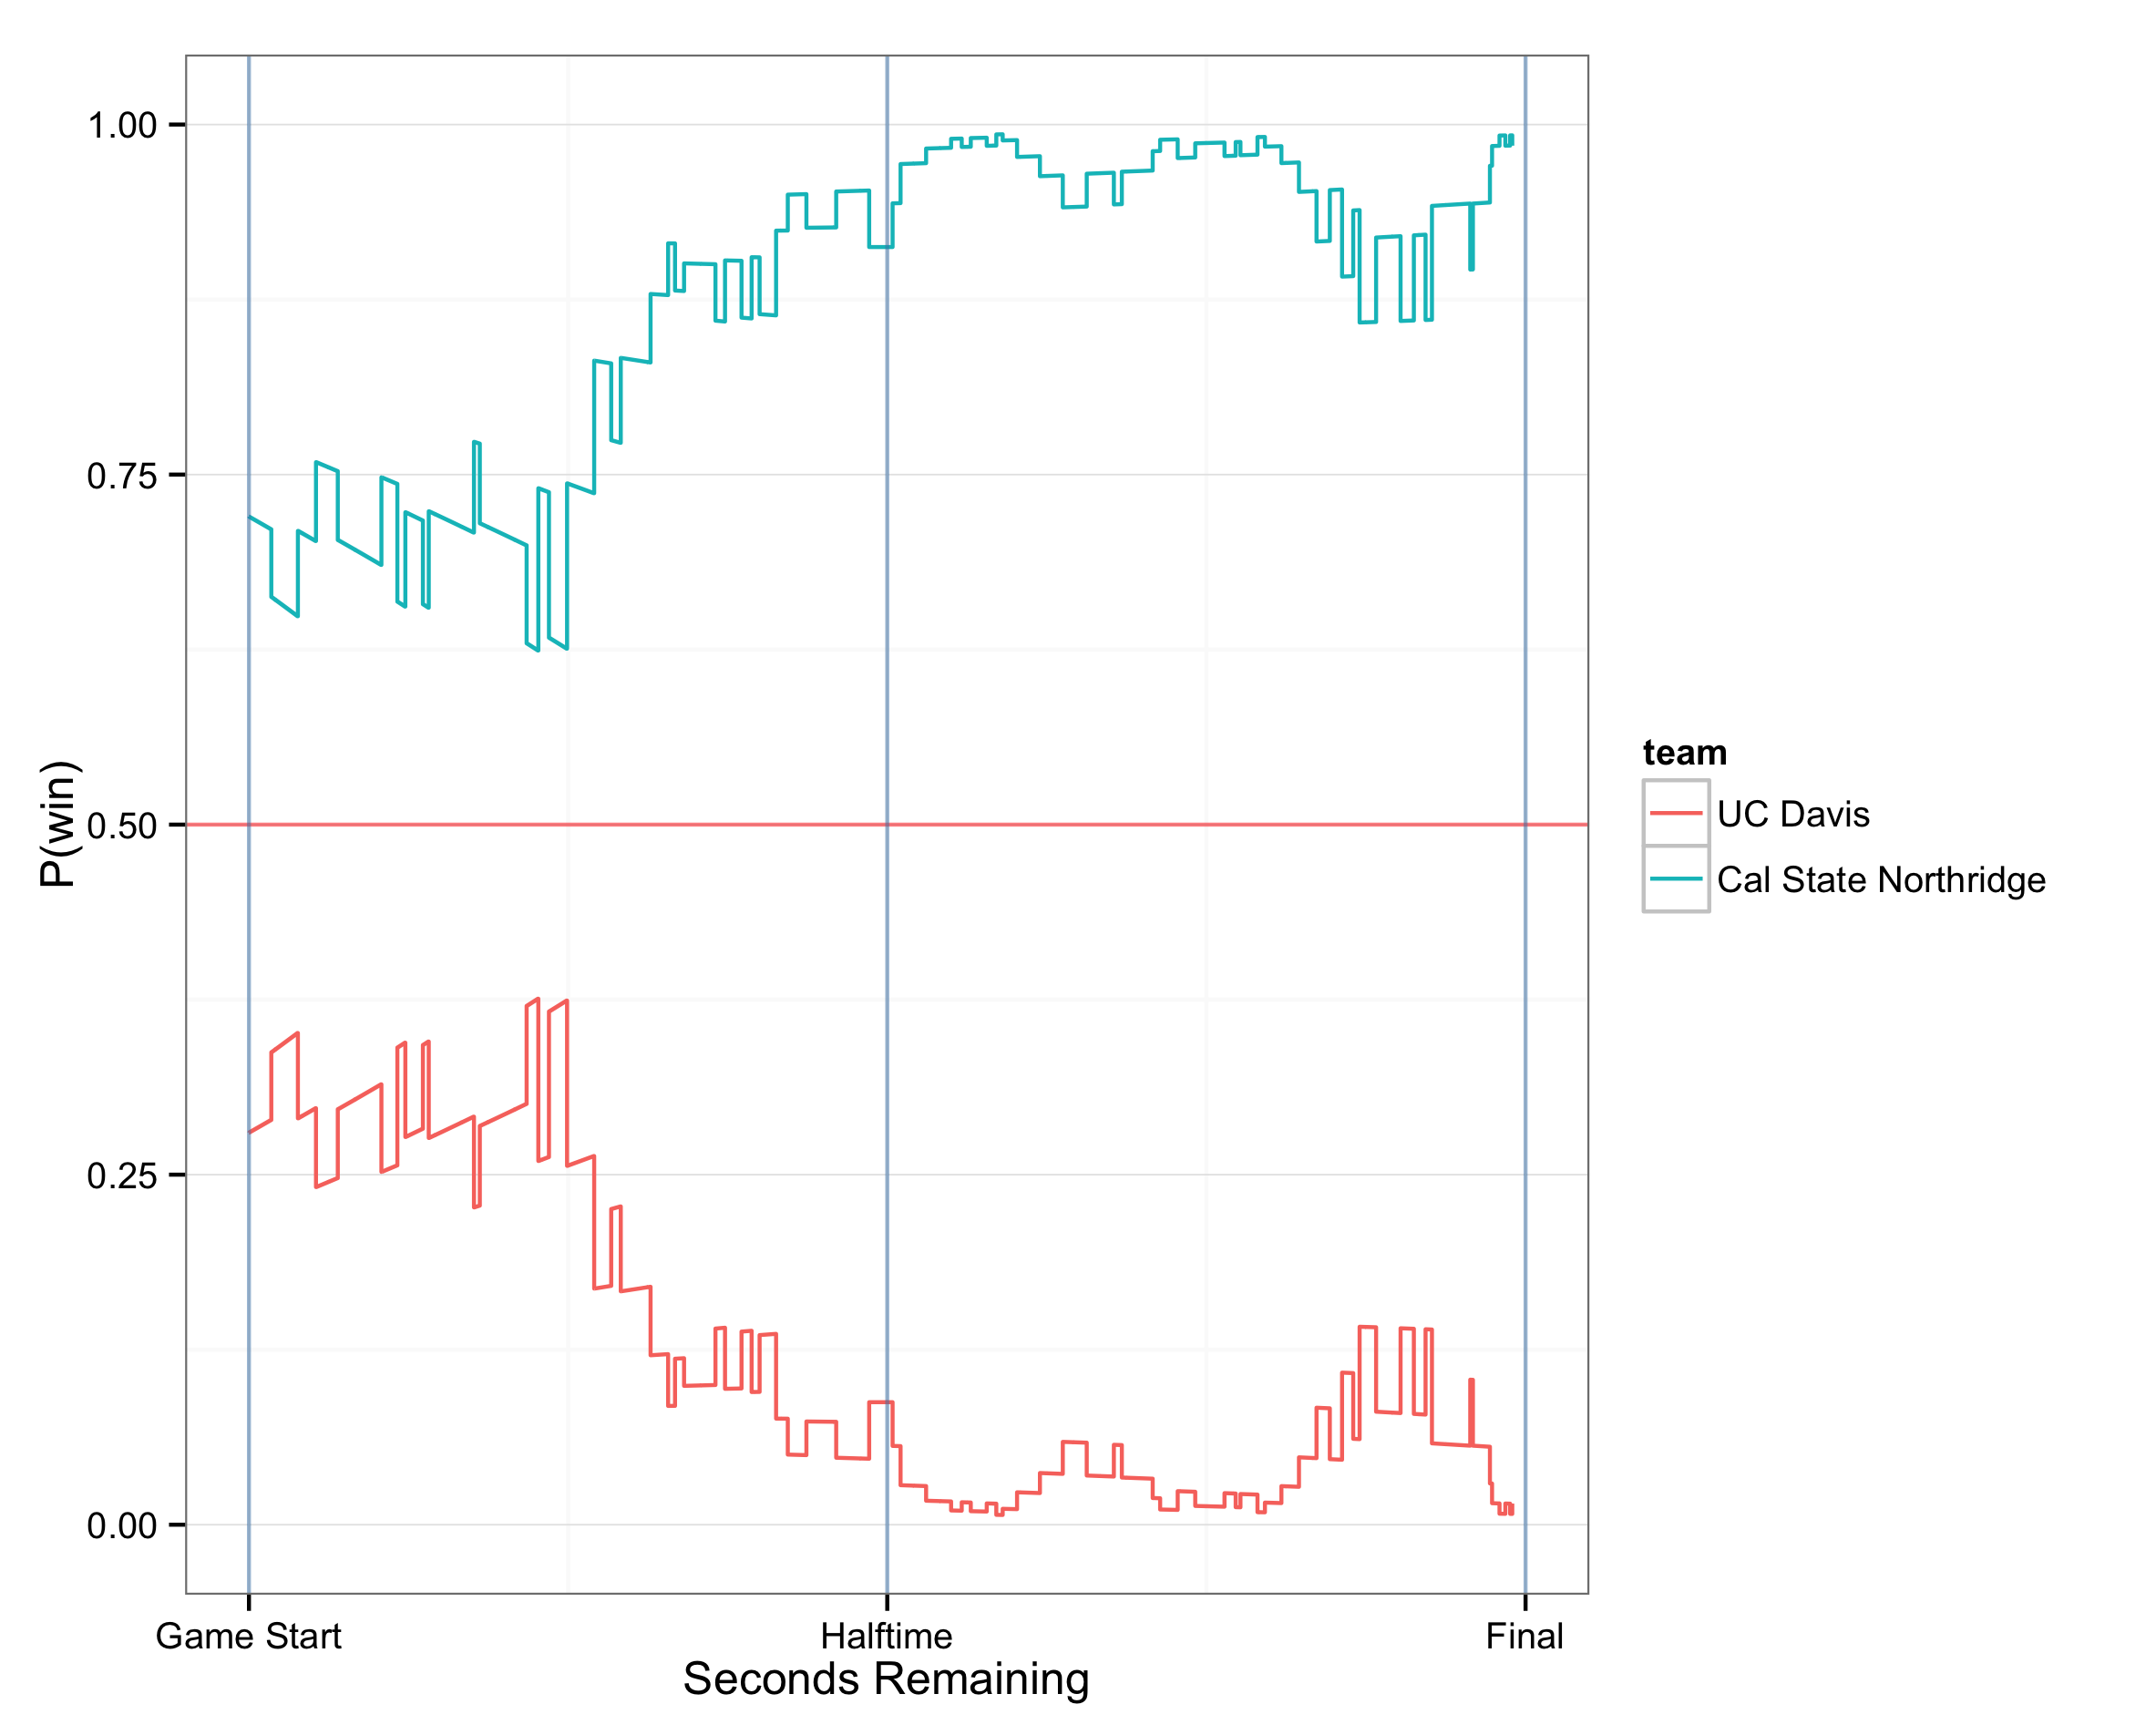 1.00
0.75
0.50
0.25
0.00
P(win)
Game Start
Halftime
Final
Seconds Remaining
team
UC Davis
Cal State Northridge